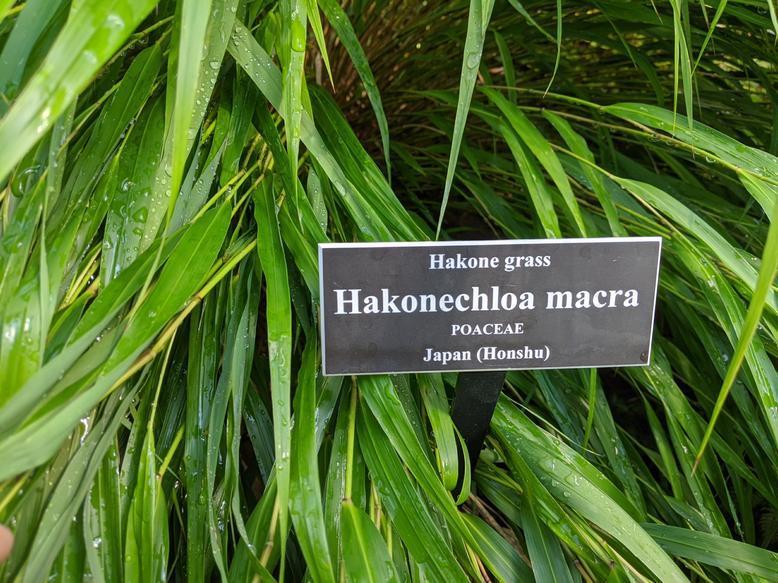 Hakone grass
Hakonechloa macra
POACEAE
Japan (Honshu)